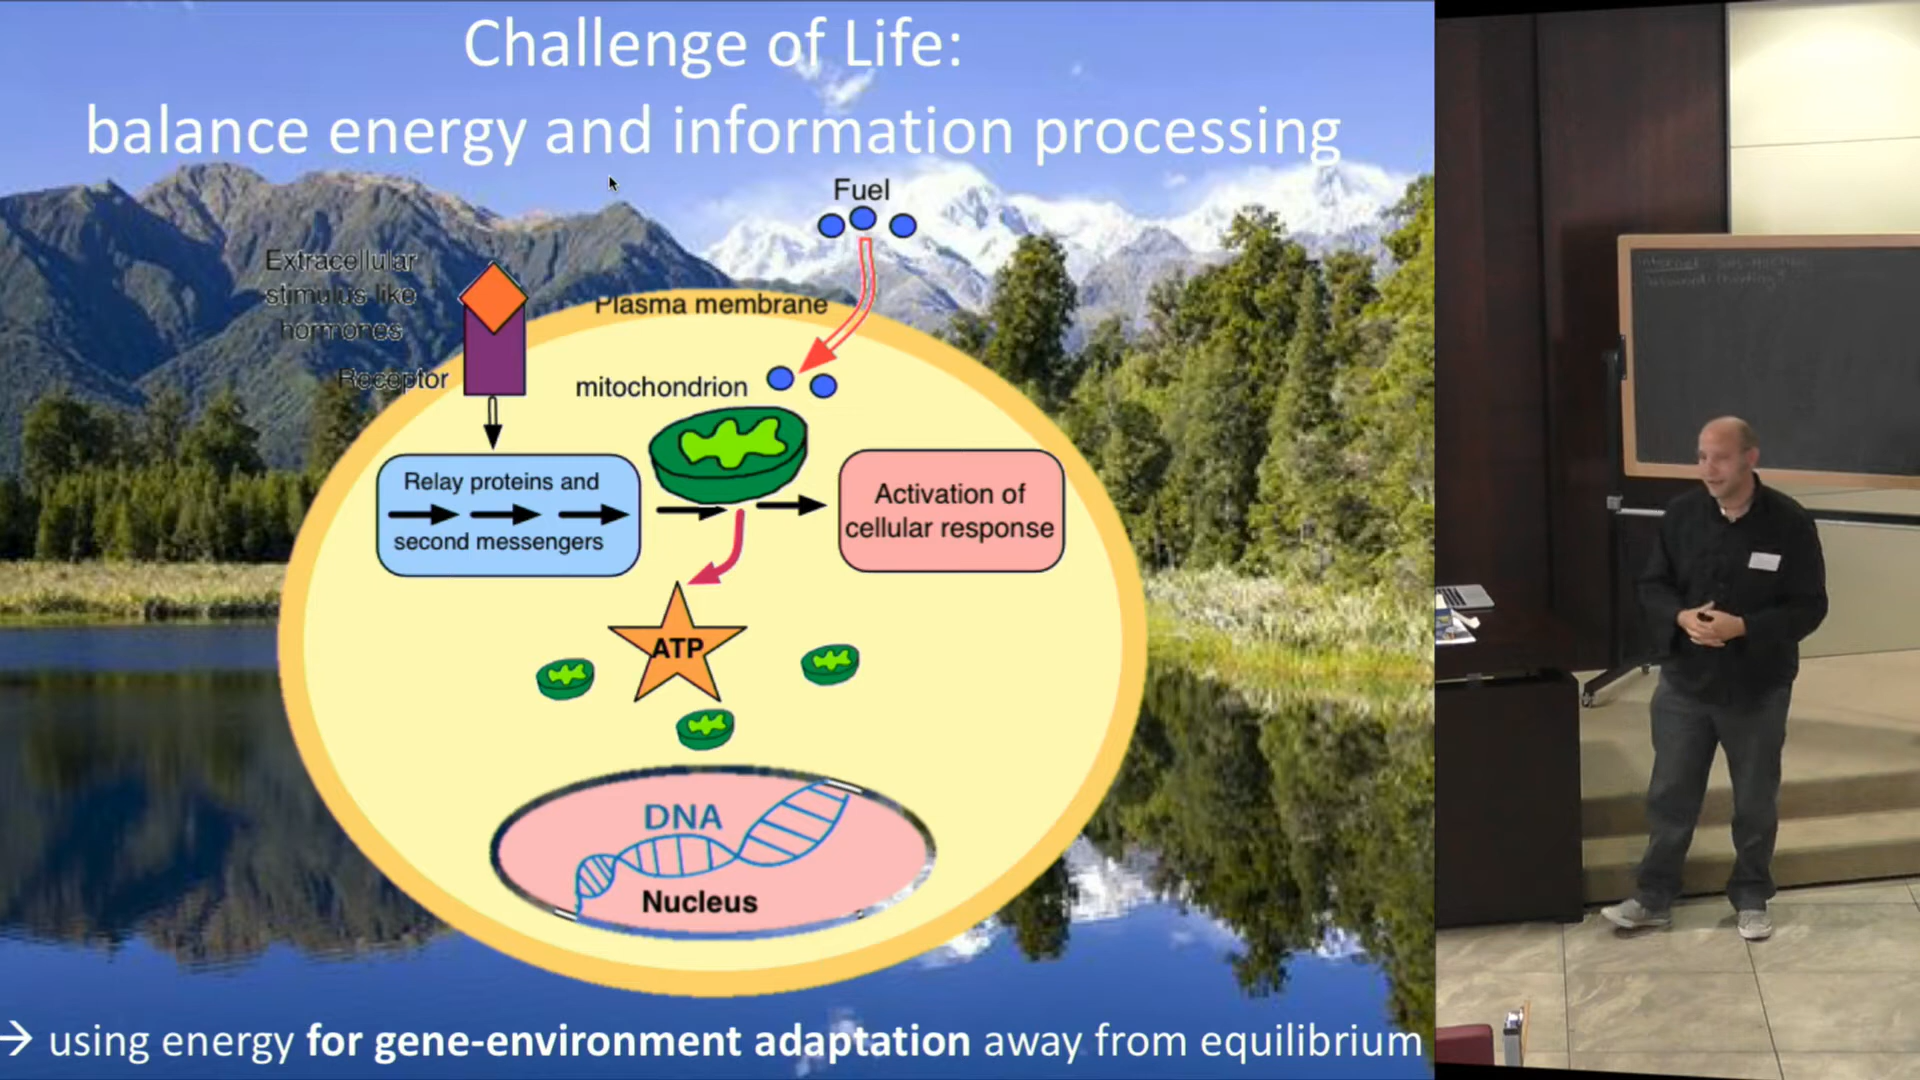 Challenge of Life:
balance energy and information processing
Fuel
Extracellular
stimulus like
hormones
Plasma membrane
Receptor
mitochondrion
Relay proteins and
second messengers
Activation of
cellular response
ATP
DNA
Nucleus
→ using energy for gene-environment adaptation away from equilibrium